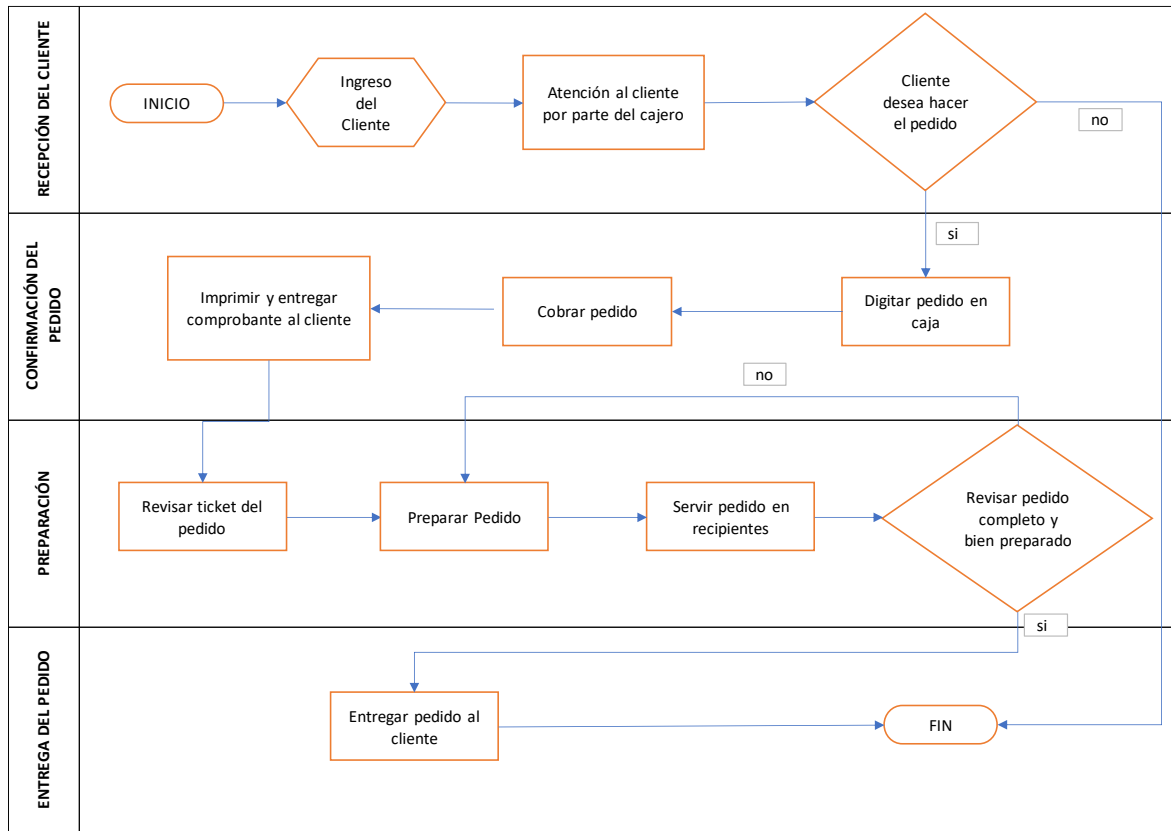 RECEPCIÓN DEL CLIENTE
INICIO
Ingreso
del
Cliente
Atención al cliente
por parte del cajero
Cliente
desea hacer
el pedido
no
si
CONFIRMACIÓN DEL
PEDIDO
Imprimir y entregar
comprobante al cliente
Cobrar pedido
Digitar pedido en
caja
no
PREPARACIÓN
Revisar ticket del
pedido
Preparar Pedido
Servir pedido en
recipientes
Revisar pedido
completo y
bien preparado
si
ENTREGA DEL PEDIDO
Entregar pedido al
cliente
FIN